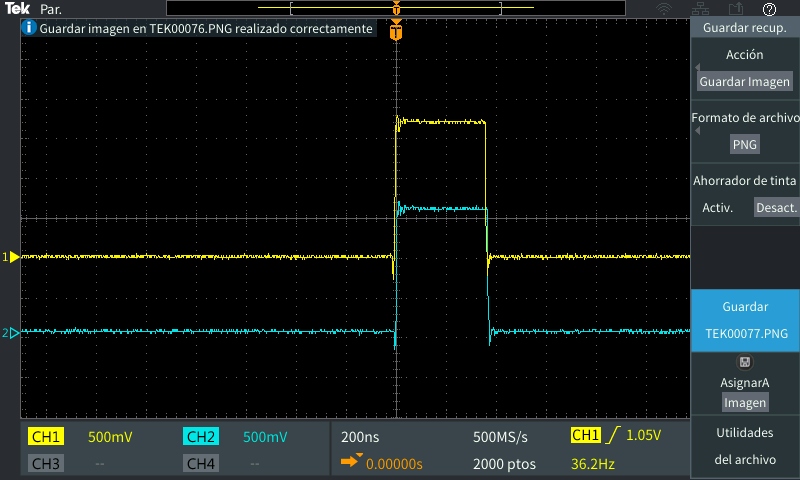 Tek Par.
T
?
i Guardar imagen en TEK00076.PNG realizado correctamente
T
Guardar recup.
Acción
Guardar Imagen
Formato de archivo
PNG
Ahorrador de tinta
Activ. Desact.
1
2
Guardar
TEK00077.PNG
AsignarA
Imagen
Utilidades
del archivo
CH1 500mV CH2 500mV 200ns 500MS/s CH1 1.05V
CH3 -- CH4 -- 0.00000s 2000 ptos 36.2Hz